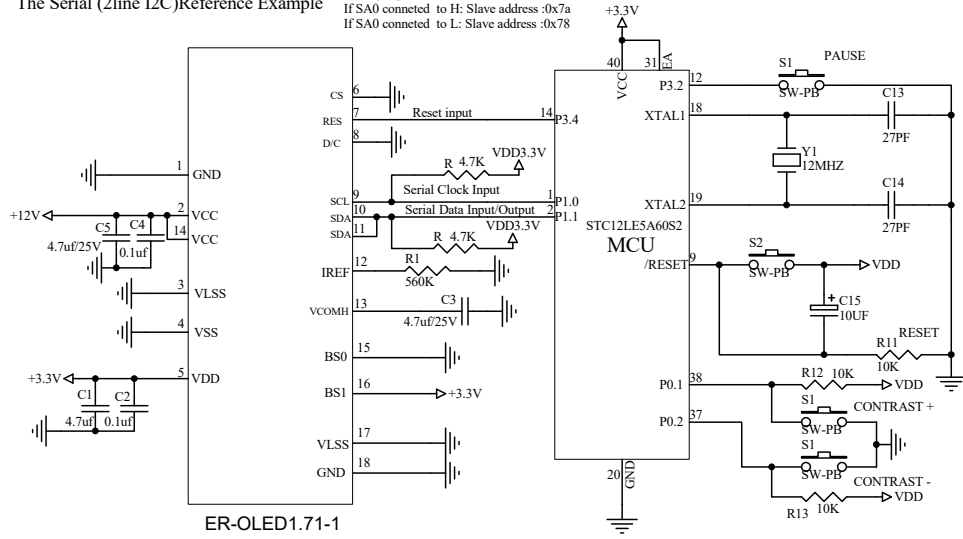 The Serial (2line I2C)Reference Example
If SA0 conneted to H: Slave address :0x7a
If SA0 conneted to L: Slave address :0x78
ER-OLED1.71-1
1 GND
+12V 2 VCC
14 VCC
C5 C4
4.7uf/25V 0.1uf
3 VLSS
4 VSS
+3.3V 5 VDD
C1 C2
4.7uf 0.1uf
CS 6
RES 7 Reset input 14 P3.4
D/C 8
R 4.7K VDD3.3V
SCL 9 Serial Clock Input 1 P1.0
SDA 10 Serial Data Input/Output 2 P1.1
SDA 11
R 4.7K VDD3.3V
IREF 12 R1
560K
VCOMH 13 C3
4.7uf/25V
BS0 15
BS1 16 +3.3V
VLSS 17
GND 18
+3.3V
40 VCC 31 EA
STC12LE5A60S2
MCU
20 GND
P3.2 12 S1 PAUSE
SW-PB
XTAL1 18 C13
27PF
Y1
12MHZ
XTAL2 19 C14
27PF
/RESET 9 S2 VDD
SW-PB
+ C15
10UF
RESET
R11
10K
P0.1 38 R12 10K VDD
S1 CONTRAST +
SW-PB
P0.2 37
S1
SW-PB
CONTRAST -
R13 10K VDD